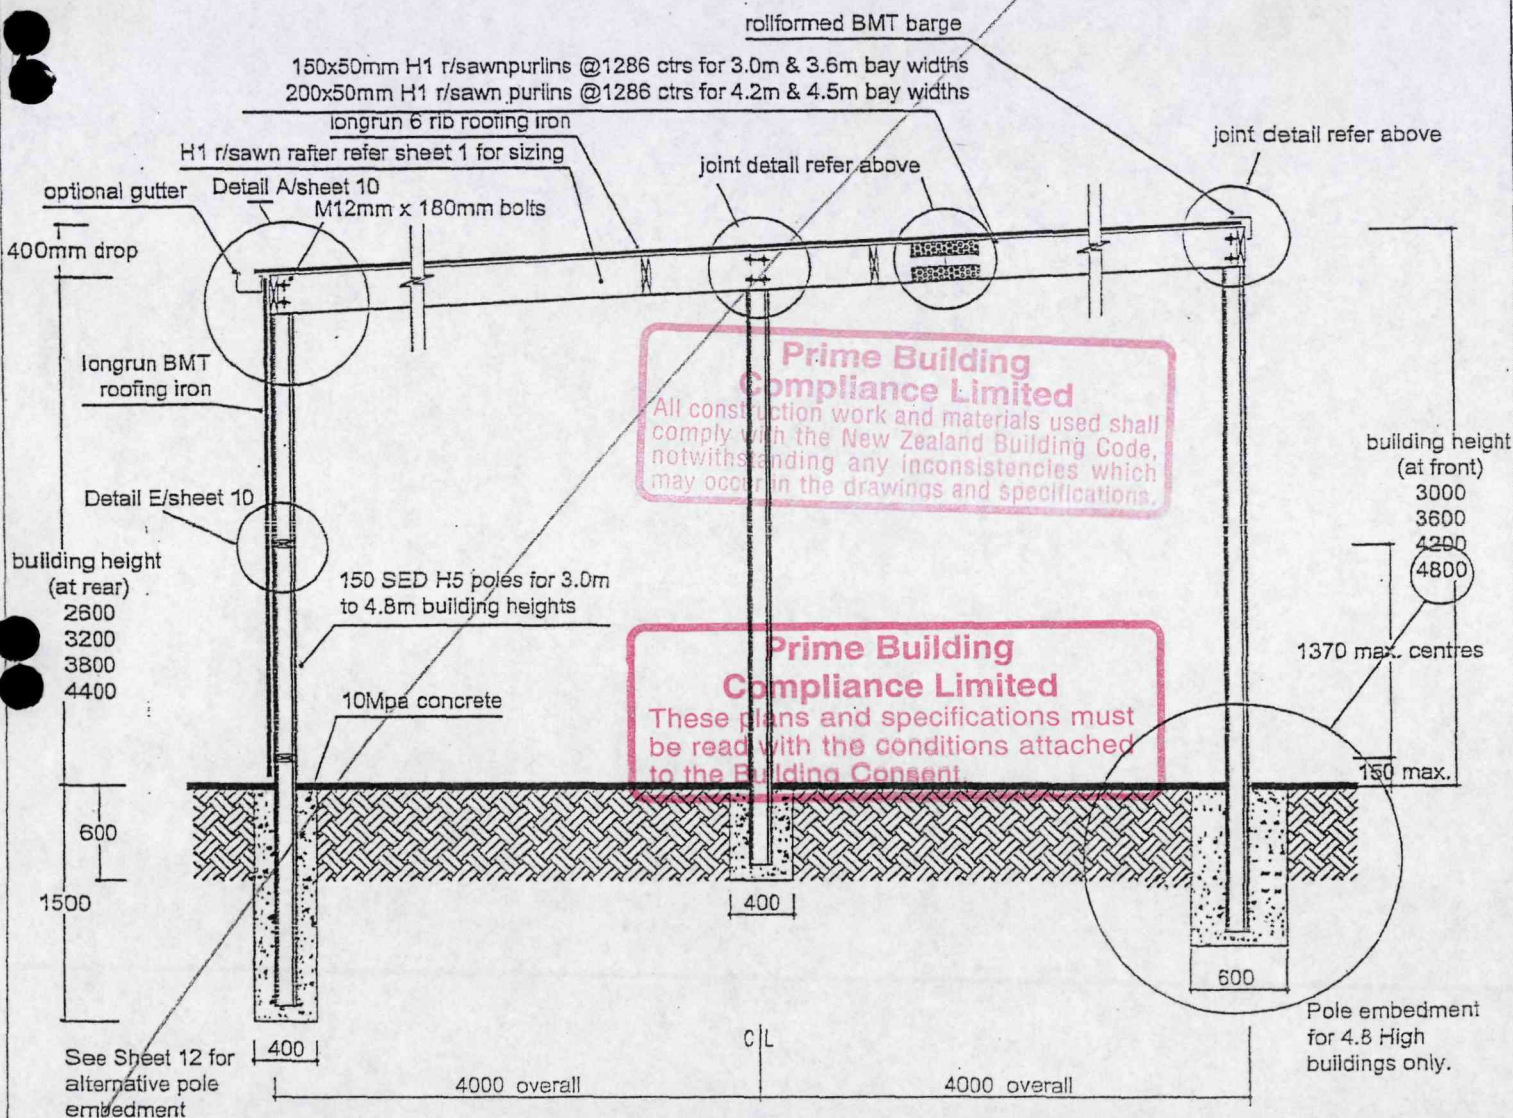 rollformed BMT barge
150x50mm H1 r/sawnpurlins @1286 ctrs for 3.0m & 3.6m bay widths
200x50mm H1 r/sawn purlins @1286 ctrs for 4.2m & 4.5m bay widths
longrun 6 rib roofing iron
H1 r/sawn rafter refer sheet 1 for sizing
joint detail refer above
joint detail refer above
optional gutter
Detail A/sheet 10
M12mm x 180mm bolts
400mm drop
longrun BMT
roofing iron
Prime Building
Compliance Limited
All construction work and materials used shall
comply with the New Zealand Building Code,
notwithstanding any inconsistencies which
may occur in the drawings and specifications.
building height
(at front)
3000
3600
4200
4800
Detail E/sheet 10
building height
(at rear)
2600
3200
3800
4400
150 SED H5 poles for 3.0m
to 4.8m building heights
10Mpa concrete
Prime Building
Compliance Limited
These plans and specifications must
be read with the conditions attached
to the Building Consent.
1370 max. centres
150 max.
600
1500
400
600
400
See Sheet 12 for
alternative pole
embedment
C L
4000 overall
4000 overall
Pole embedment
for 4.8 High
buildings only.